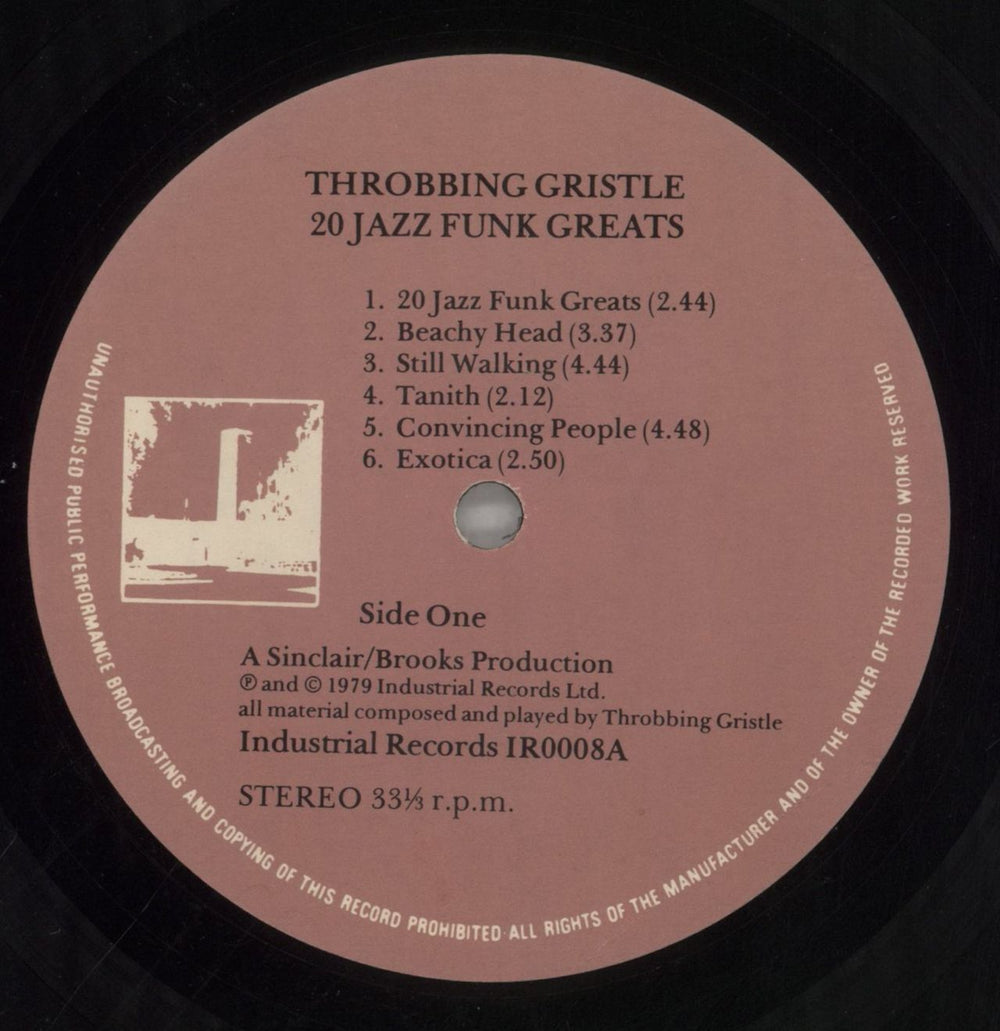 THROBBING GRISTLE
20 JAZZ FUNK GREATS
1. 20 Jazz Funk Greats (2.44)
2. Beachy Head (3.37)
3. Still Walking (4.44)
4. Tanith (2.12)
5. Convincing People (4.48)
6. Exotica (2.50)
Side One
A Sinclair/Brooks Production
℗ and © 1979 Industrial Records Ltd.
all material composed and played by Throbbing Gristle
Industrial Records IR0008A
STEREO 33⅓ r.p.m.
UNAUTHORISED PUBLIC PERFORMANCE BROADCASTING AND COPYING OF THIS RECORD PROHIBITED·ALL RIGHTS OF THE MANUFACTURER AND OF THE OWNER OF THE RECORDED WORK RESERVED